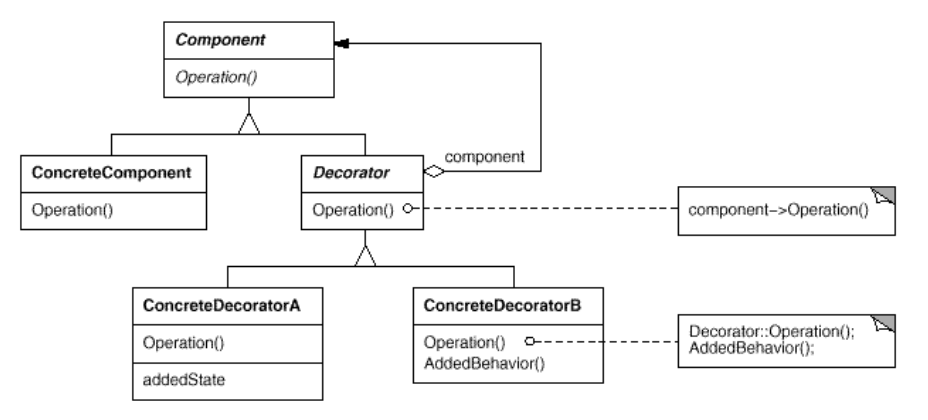 Component
Operation()
component
ConcreteComponent
Operation()
Decorator
Operation()
component->Operation()
ConcreteDecoratorA
Operation()
addedState
ConcreteDecoratorB
Operation()
AddedBehavior()
Decorator::Operation();
AddedBehavior();